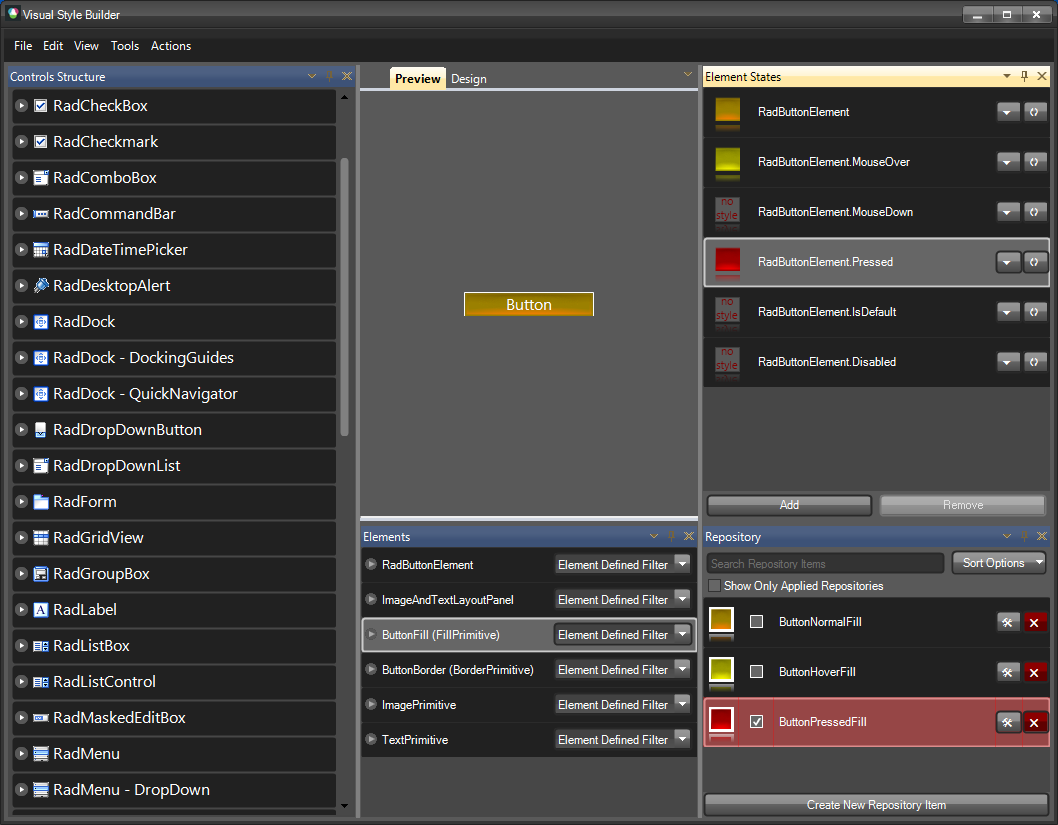 Visual Style Builder
File Edit View Tools Actions
Controls Structure
RadCheckBox
RadCheckmark
RadComboBox
RadCommandBar
RadDateTimePicker
RadDesktopAlert
RadDock
RadDock - DockingGuides
RadDock - QuickNavigator
RadDropDownButton
RadDropDownList
RadForm
RadGridView
RadGroupBox
A RadLabel
RadListBox
RadListControl
RadMaskedEditBox
RadMenu
RadMenu - DropDown
Preview Design
Button
Elements
RadButtonElement Element Defined Filter
ImageAndTextLayoutPanel Element Defined Filter
ButtonFill (FillPrimitive) Element Defined Filter
ButtonBorder (BorderPrimitive) Element Defined Filter
ImagePrimitive Element Defined Filter
TextPrimitive Element Defined Filter
Element States
RadButtonElement
RadButtonElement.MouseOver
no
style
RadButtonElement.MouseDown
RadButtonElement.Pressed
no
style
RadButtonElement.IsDefault
no
style
RadButtonElement.Disabled
Add Remove
Repository
Search Repository Items Sort Options
Show Only Applied Repositories
ButtonNormalFill
ButtonHoverFill
ButtonPressedFill
Create New Repository Item